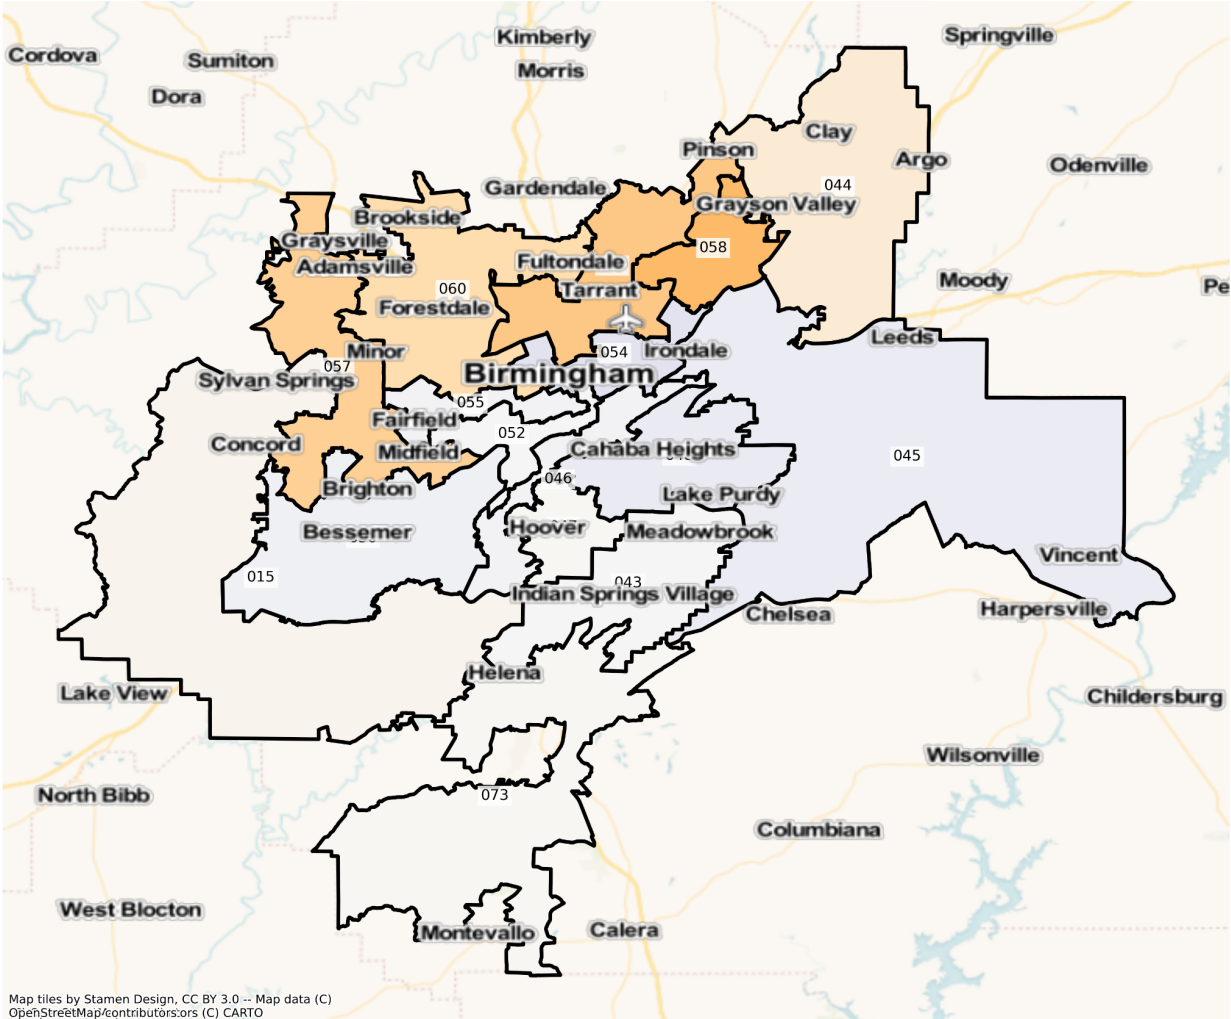 Kimberly
Springville
Cordova
Sumiton
Morris
Dora
Clay
Pinson
Argo
Odenville
044
Gardendale
Grayson Valley
Brookside
Graysville
058
Fultondale
Adamsville
Moody
Pe
060
Tarrant
Forestdale
Leeds
Minor
054
Irondale
057
Birmingham
Sylvan Springs
055
Fairfield
052
Concord
Midfield
Cahaba Heights
045
046
Brighton
Lake Purdy
Bessemer
Hoover
Meadowbrook
Vincent
015
043
Indian Springs Village
Chelsea
Harpersville
Helena
Lake View
Childersburg
Wilsonville
North Bibb
073
Columbiana
West Blocton
Montevallo
Calera
Map tiles by Stamen Design, CC BY 3.0 -- Map data (C)
OpenStreetMap contributors (C) CARTO